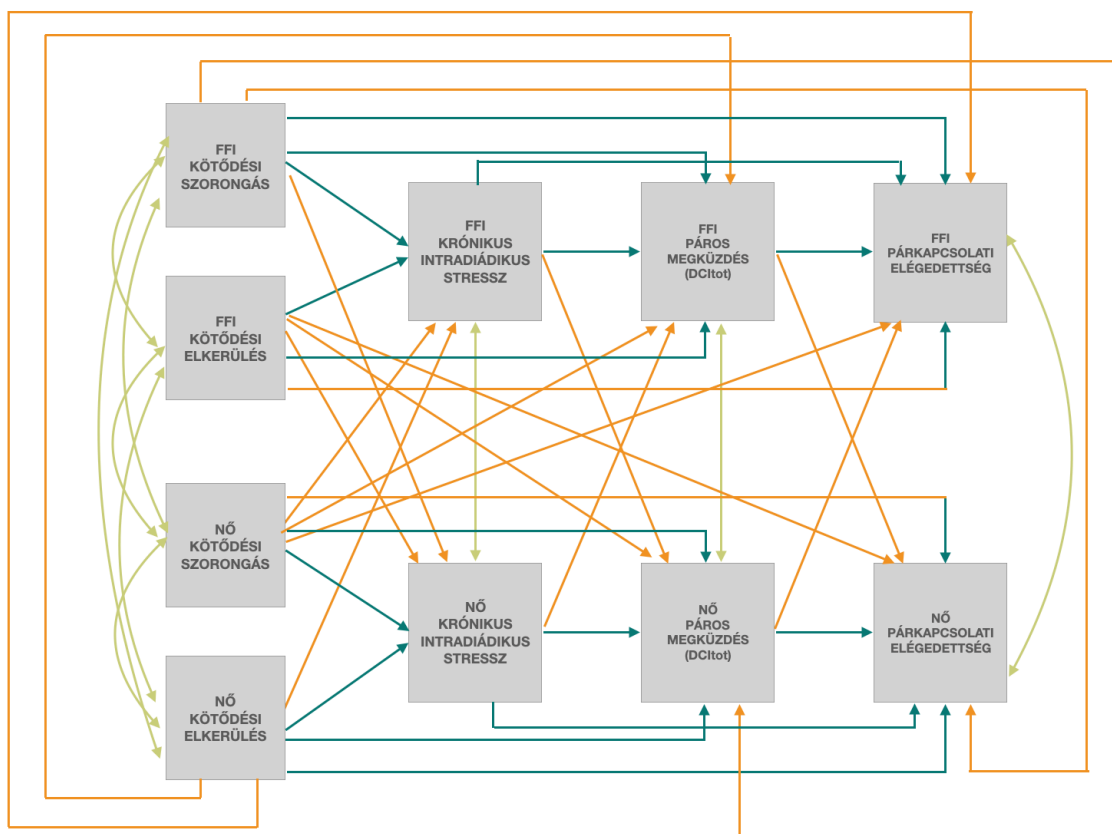 FFI
KÖTŐDÉSI
SZORONGÁS
FFI
KRÓNIKUS
INTRADIÁDIKUS
STRESSZ
FFI
PÁROS
MEGKÜZDÉS
(DCItot)
FFI
PÁRKAPCSOLATI
ELÉGEDETTSÉG
FFI
KÖTŐDÉSI
ELKERÜLÉS
NŐ
KÖTŐDÉSI
SZORONGÁS
NŐ
KRÓNIKUS
INTRADIÁDIKUS
STRESSZ
NŐ
PÁROS
MEGKÜZDÉS
(DCItot)
NŐ
PÁRKAPCSOLATI
ELÉGEDETTSÉG
NŐ
KÖTŐDÉSI
ELKERÜLÉS